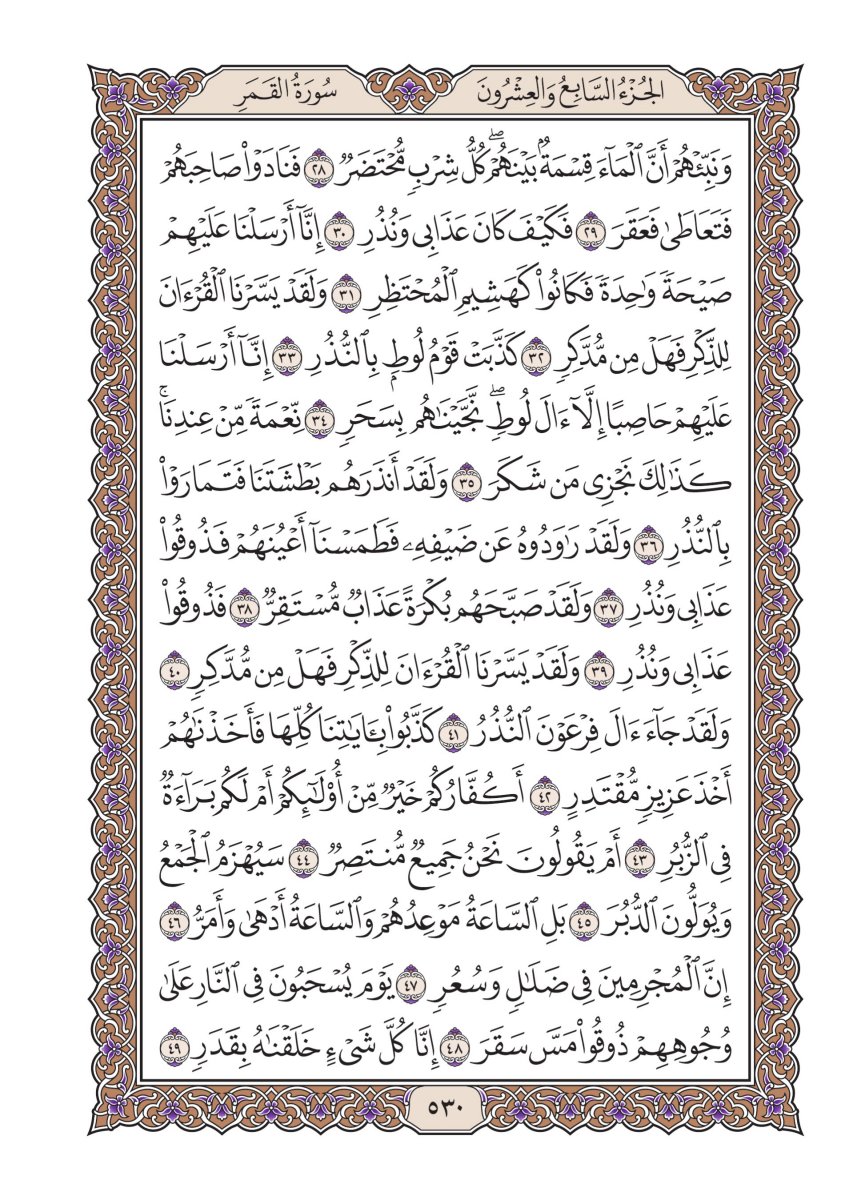 الجُزْءُ السَّابِعُ وَالعِشْرُونَ
سُورَةُ القَمَرِ
وَنَبِّئۡهُمۡ أَنَّ ٱلۡمَآءَ قِسۡمَةُۢ بَيۡنَهُمۡۖ كُلُّ شِرۡبٖ مُّحۡتَضَرٞ ٢٨ فَنَادَوۡاْ صَاحِبَهُمۡ
فَتَعَاطَىٰ فَعَقَرَ ٢٩ فَكَيۡفَ كَانَ عَذَابِي وَنُذُرِ ٣٠ إِنَّآ أَرۡسَلۡنَا عَلَيۡهِمۡ
صَيۡحَةٗ وَٰحِدَةٗ فَكَانُواْ كَهَشِيمِ ٱلۡمُحۡتَظِرِ ٣١ وَلَقَدۡ يَسَّرۡنَا ٱلۡقُرۡءَانَ
لِلذِّكۡرِ فَهَلۡ مِن مُّدَّكِرٖ ٣٢ كَذَّبَتۡ قَوۡمُ لُوطِۭ بِٱلنُّذُرِ ٣٣ إِنَّآ أَرۡسَلۡنَا
عَلَيۡهِمۡ حَاصِبًا إِلَّآ ءَالَ لُوطٖۖ نَّجَّيۡنَٰهُم بِسَحَرٖ ٣٤ نِّعۡمَةٗ مِّنۡ عِندِنَاۚ
كَذَٰلِكَ نَجۡزِي مَن شَكَرَ ٣٥ وَلَقَدۡ أَنذَرَهُم بَطۡشَتَنَا فَتَمَارَوۡاْ
بِٱلنُّذُرِ ٣٦ وَلَقَدۡ رَٰوَدُوهُ عَن ضَيۡفِهِۦ فَطَمَسۡنَآ أَعۡيُنَهُمۡ فَذُوقُواْ
عَذَابِي وَنُذُرِ ٣٧ وَلَقَدۡ صَبَّحَهُم بُكۡرَةً عَذَابٞ مُّسۡتَقِرّٞ ٣٨ فَذُوقُواْ
عَذَابِي وَنُذُرِ ٣٩ وَلَقَدۡ يَسَّرۡنَا ٱلۡقُرۡءَانَ لِلذِّكۡرِ فَهَلۡ مِن مُّدَّكِرٖ ٤٠
وَلَقَدۡ جَآءَ ءَالَ فِرۡعَوۡنَ ٱلنُّذُرُ ٤١ كَذَّبُواْ بِـَٔايَٰتِنَا كُلِّهَا فَأَخَذۡنَٰهُمۡ
أَخۡذَ عَزِيزٖ مُّقۡتَدِرٍ ٤٢ أَكُفَّارُكُمۡ خَيۡرٞ مِّنۡ أُوْلَٰٓئِكُمۡ أَمۡ لَكُم بَرَآءَةٞ
فِي ٱلزُّبُرِ ٤٣ أَمۡ يَقُولُونَ نَحۡنُ جَمِيعٞ مُّنتَصِرٞ ٤٤ سَيُهۡزَمُ ٱلۡجَمۡعُ
وَيُوَلُّونَ ٱلدُّبُرَ ٤٥ بَلِ ٱلسَّاعَةُ مَوۡعِدُهُمۡ وَٱلسَّاعَةُ أَدۡهَىٰ وَأَمَرُّ ٤٦
إِنَّ ٱلۡمُجۡرِمِينَ فِي ضَلَٰلٖ وَسُعُرٖ ٤٧ يَوۡمَ يُسۡحَبُونَ فِي ٱلنَّارِ عَلَىٰ
وُجُوهِهِمۡ ذُوقُواْ مَسَّ سَقَرَ ٤٨ إِنَّا كُلَّ شَيۡءٍ خَلَقۡنَٰهُ بِقَدَرٖ ٤٩
٥٣٠